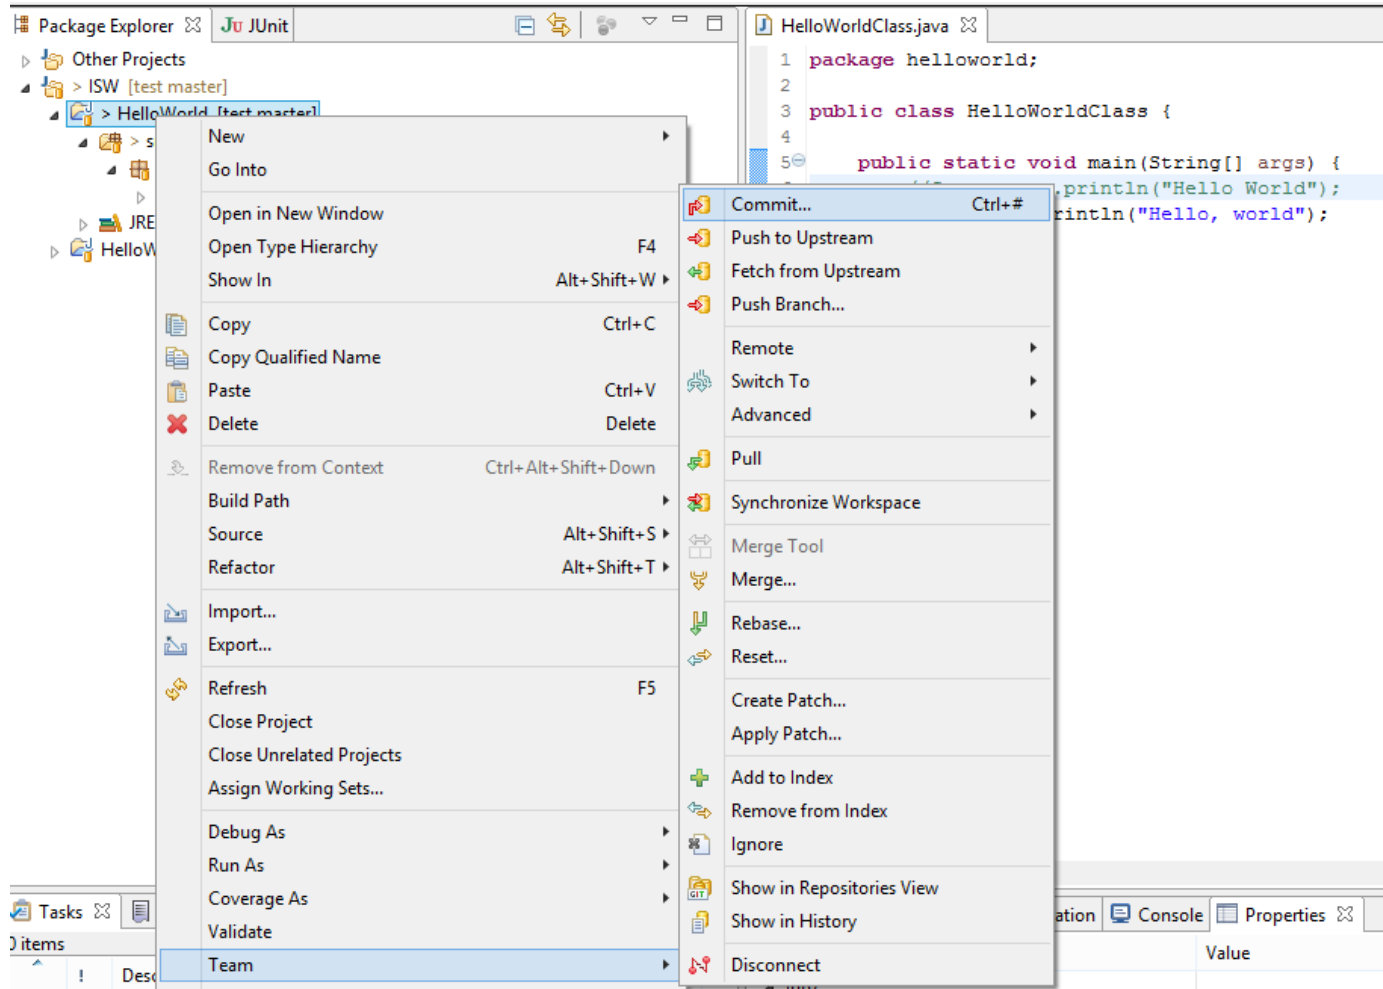 Package Explorer
JUnit
HelloWorldClass.java
Other Projects
> ISW [test master]
> HelloWorld [test master]
> s
JRE
HelloW
1 package helloworld;
2
3 public class HelloWorldClass {
4
5 public static void main(String[] args) {
.println("Hello World");
rintln("Hello, world");
New
Go Into
Open in New Window
Open Type Hierarchy F4
Show In Alt+Shift+W
Copy Ctrl+C
Copy Qualified Name
Paste Ctrl+V
Delete Delete
Remove from Context Ctrl+Alt+Shift+Down
Build Path
Source Alt+Shift+S
Refactor Alt+Shift+T
Import...
Export...
Refresh F5
Close Project
Close Unrelated Projects
Assign Working Sets...
Debug As
Run As
Coverage As
Validate
Team
Commit... Ctrl+#
Push to Upstream
Fetch from Upstream
Push Branch...
Remote
Switch To
Advanced
Pull
Synchronize Workspace
Merge Tool
Merge...
Rebase...
Reset...
Create Patch...
Apply Patch...
Add to Index
Remove from Index
Ignore
Show in Repositories View
Show in History
Disconnect
Tasks
0 items
! Desc
ation
Console
Properties
Value